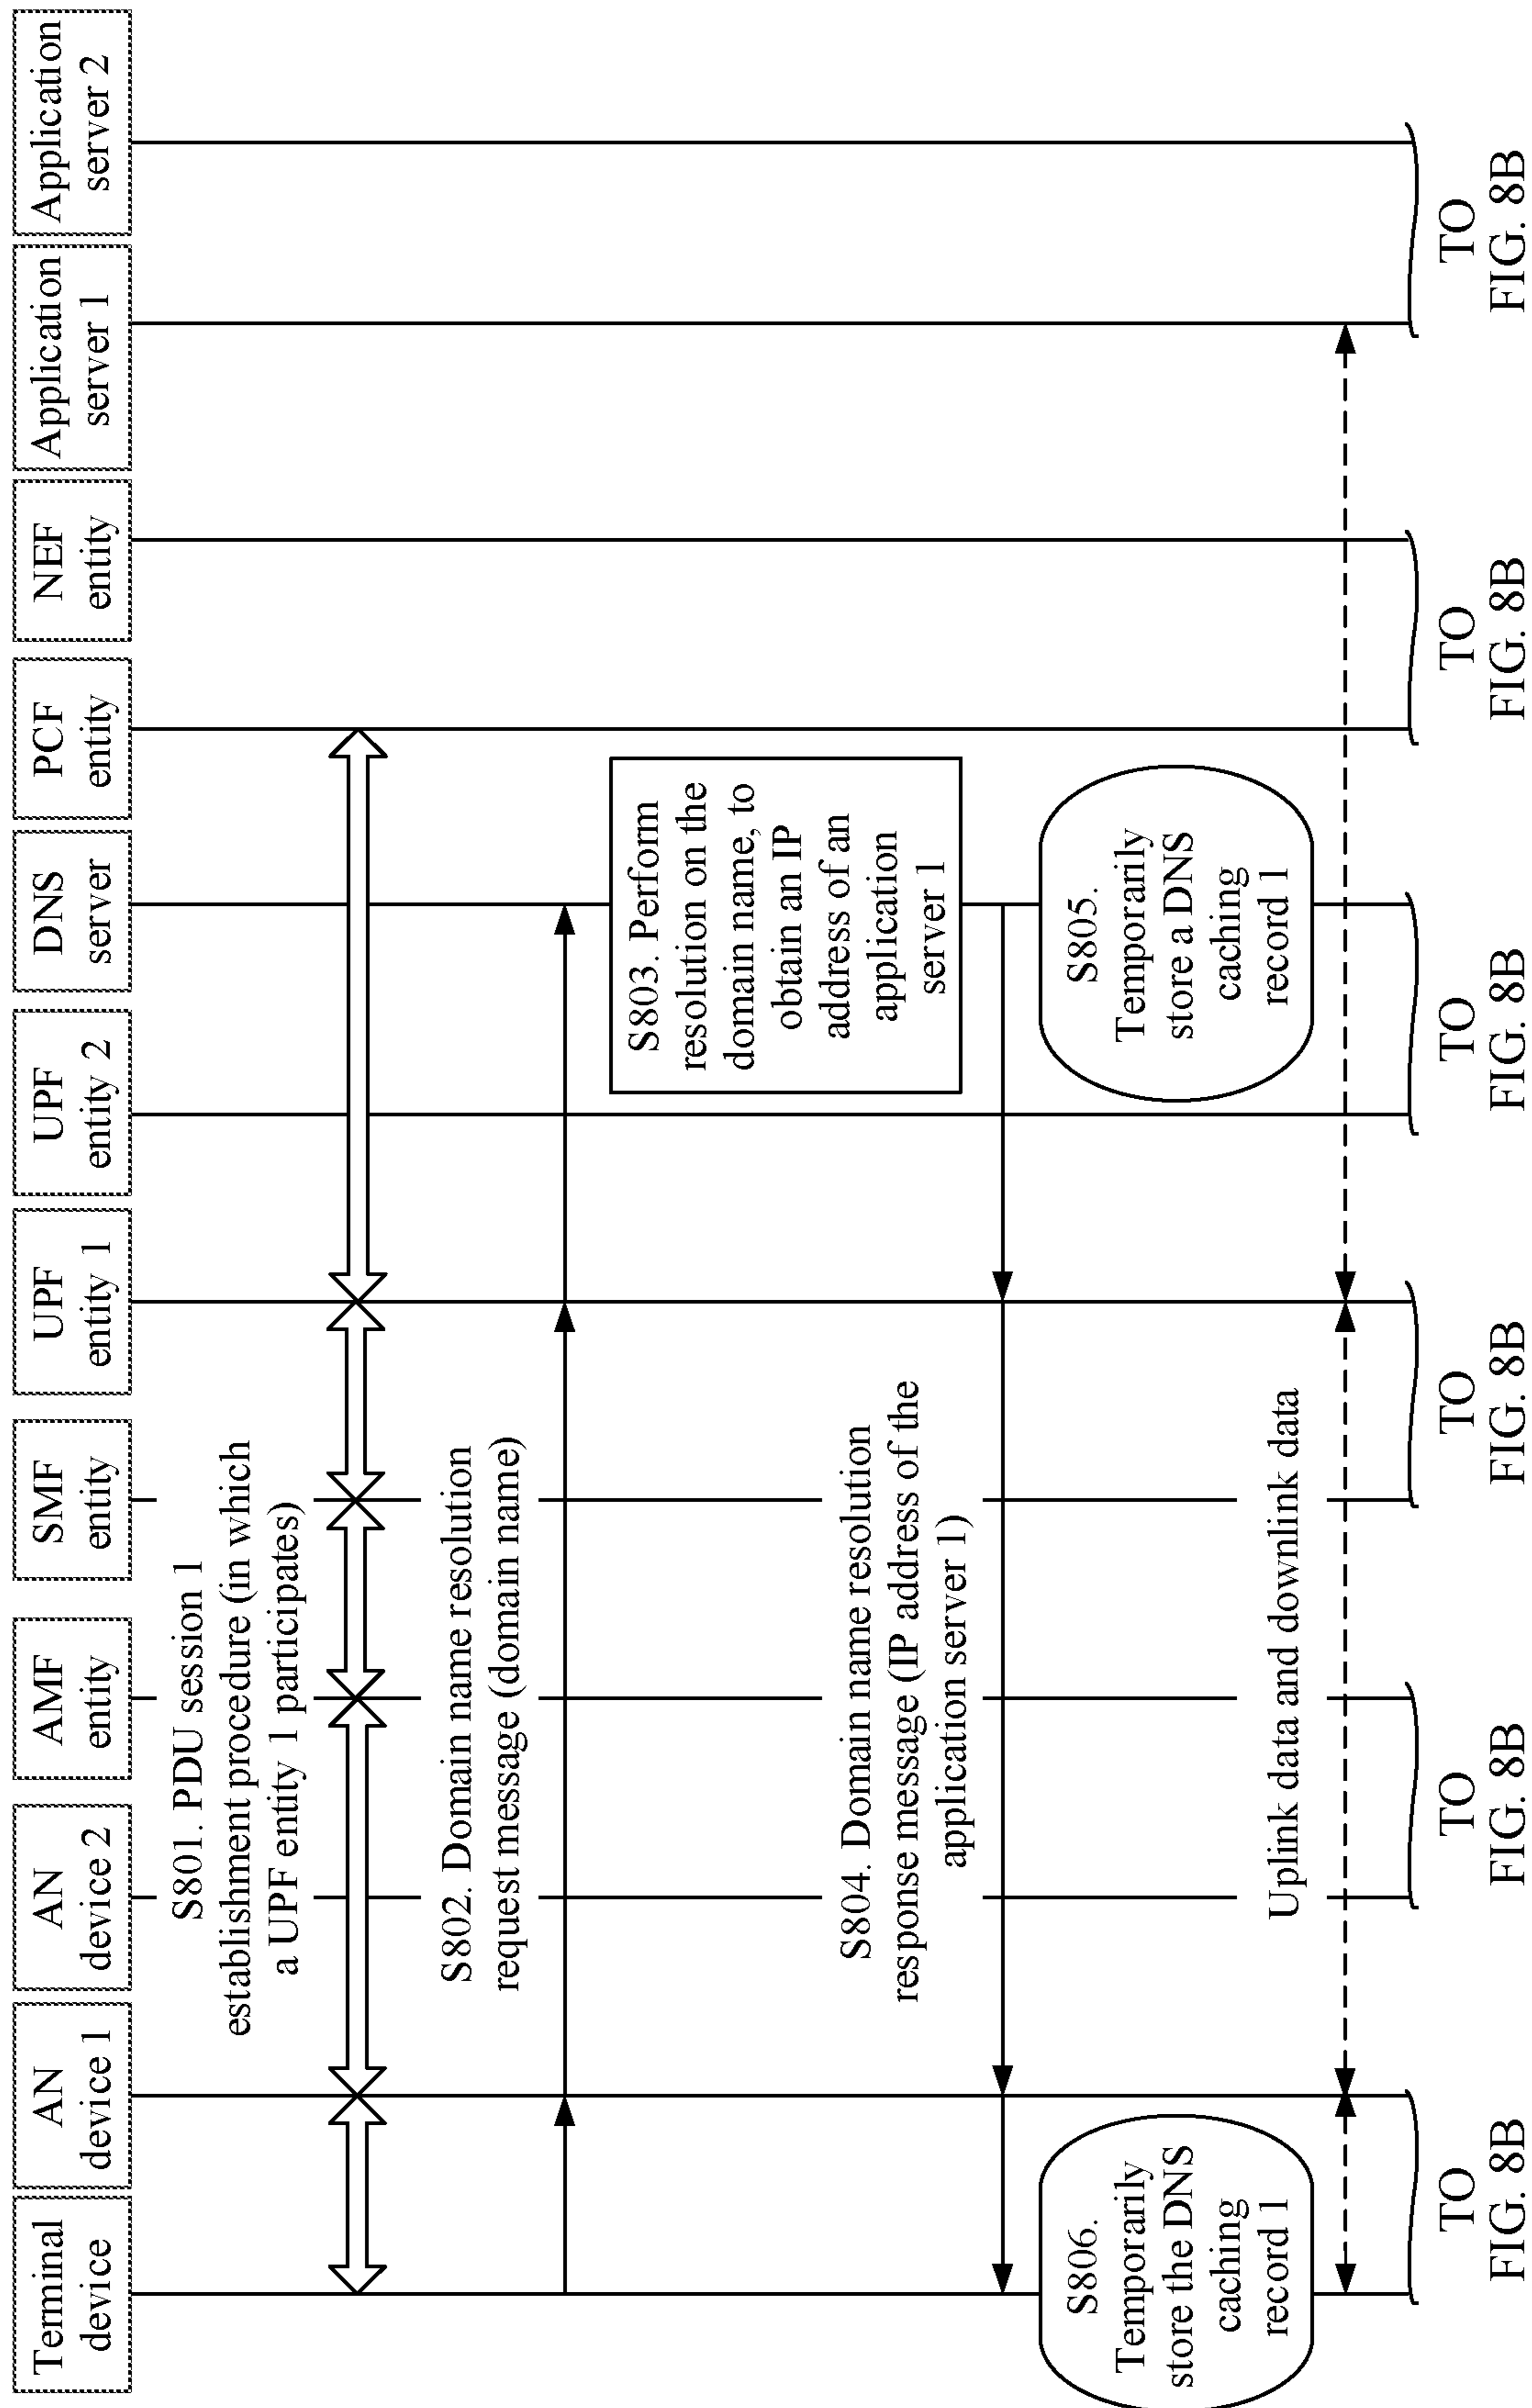 Terminal
device
AN
device 1
AN
device 2
AMF
entity
SMF
entity
UPF
entity 1
UPF
entity 2
DNS
server
PCF
entity
NEF
entity
Application
server 1
Application
server 2
S801. PDU session 1
establishment procedure (in which
a UPF entity 1 participates)
S802. Domain name resolution
request message (domain name)
S803. Perform
resolution on the
domain name, to
obtain an IP
address of an
application
server 1
S804. Domain name resolution
response message (IP address of the
application server 1)
S805.
Temporarily
store a DNS
caching
record 1
S806.
Temporarily
store the DNS
caching
record 1
Uplink data and downlink data
TO
FIG. 8B
TO
FIG. 8B
TO
FIG. 8B
TO
FIG. 8B
TO
FIG. 8B
TO
FIG. 8B